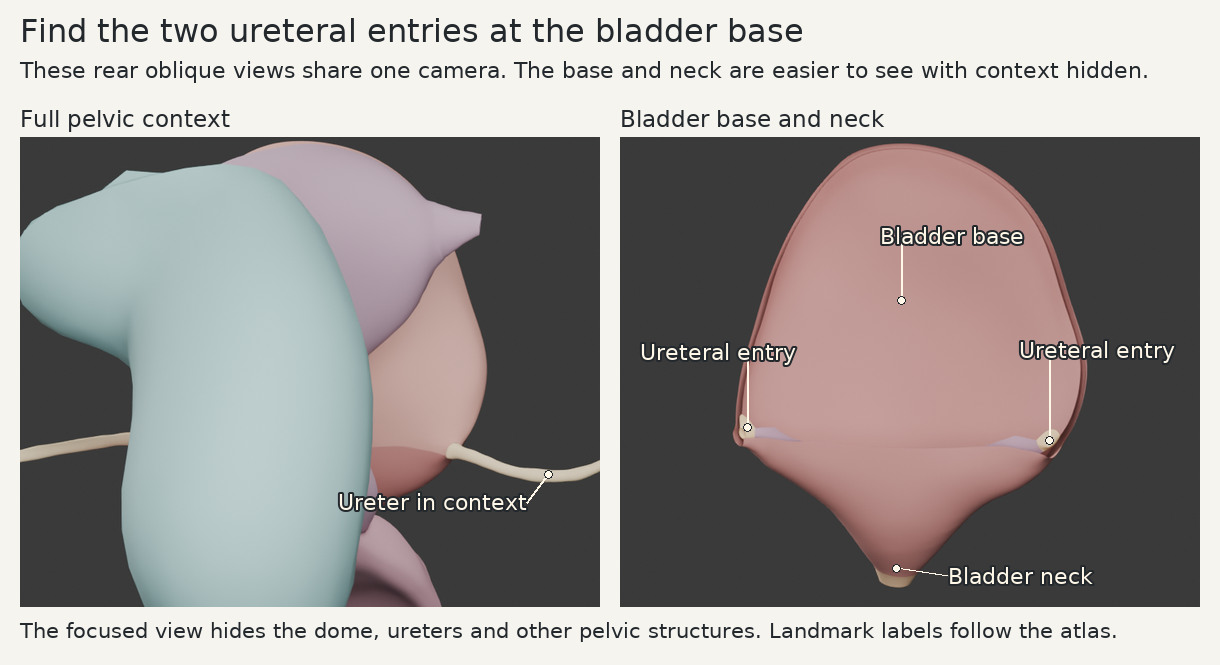 Find the two ureteral entries at the bladder base
These rear oblique views share one camera. The base and neck are easier to see with context hidden.
Full pelvic context
Bladder base and neck
Bladder base
Ureteral entry
Ureteral entry
Ureter in context
Bladder neck
The focused view hides the dome, ureters and other pelvic structures. Landmark labels follow the atlas.